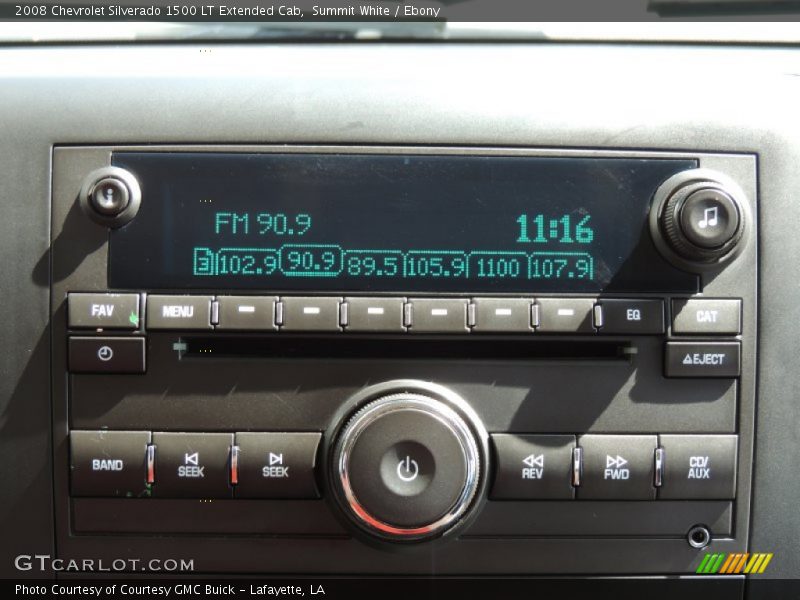 2008 Chevrolet Silverado 1500 LT Extended Cab, Summit White / Ebony
i
FM 90.9 11:16
3 102.9 90.9 89.5 105.9 1100 107.9
FAV MENU EQ CAT
EJECT
BAND SEEK SEEK REV FWD CD/AUX
GTCARLOT.COM
Photo Courtesy of Courtesy GMC Buick - Lafayette, LA